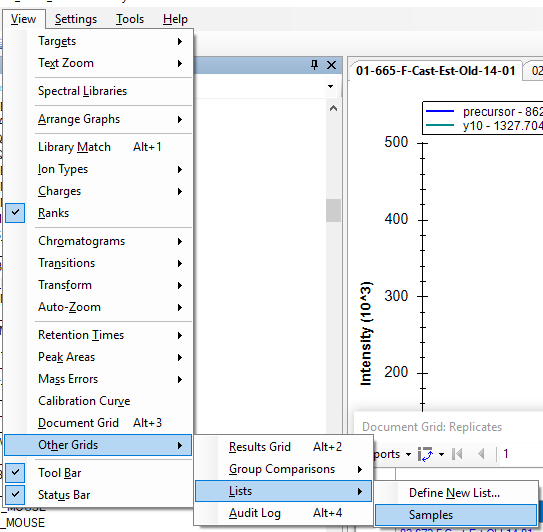 View Settings Tools Help
Targets
Text Zoom
Spectral Libraries
Arrange Graphs
Library Match Alt+1
Ion Types
Charges
Ranks
Chromatograms
Transitions
Transform
Auto-Zoom
Retention Times
Peak Areas
Mass Errors
Calibration Curve
Document Grid Alt+3
Other Grids
Tool Bar
Status Bar
_MOUSE
_MOUSE
Results Grid Alt+2
Group Comparisons
Lists
Audit Log Alt+4
Define New List...
Samples
01-665-F-Cast-Est-Old-14-01 02
precursor - 862
y10 - 1327.704
500
400
300
200
Intensity (10^3)
Document Grid: Replicates
ports 1